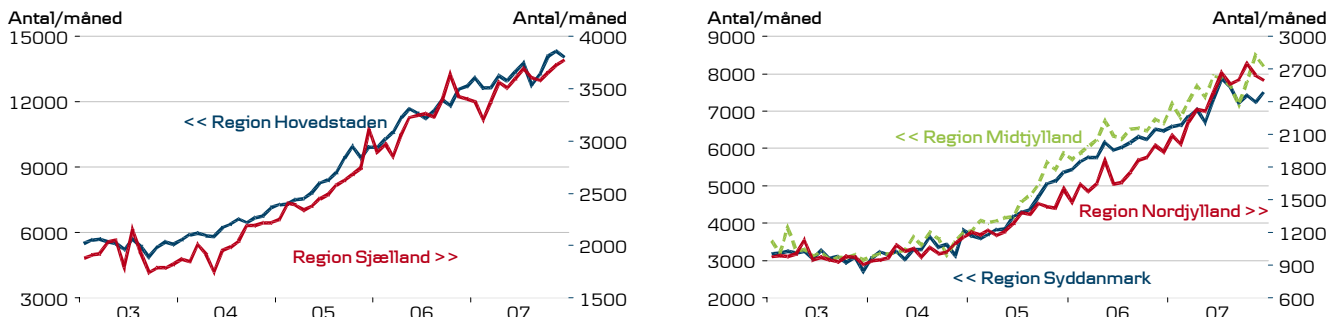 Antal/måned Antal/måned
15000 4000
12000 3500
<< Region Hovedstaden
3000
9000
2500
6000 2000
Region Sjælland >>
3000 1500
03 04 05 06 07
Antal/måned Antal/måned
9000 3000
8000 2700
2400
7000
<< Region Midtjylland 2100
6000
1800
5000
1500
Region Nordjylland >>
4000 1200
3000 900
<< Region Syddanmark
2000 600
03 04 05 06 07